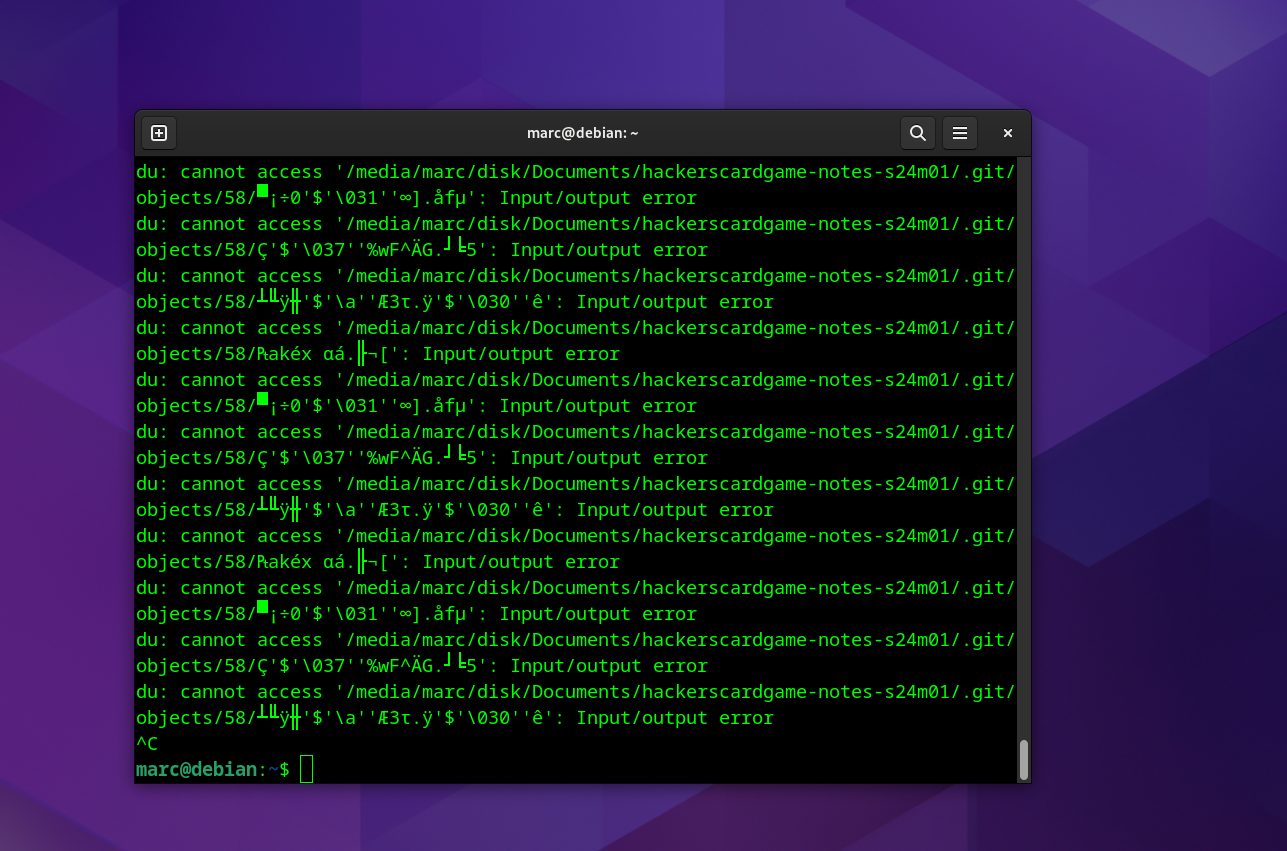 marc@debian: ~
du: cannot access '/media/marc/disk/Documents/hackerscardgame-notes-s24m01/.git/
objects/58/▀¡÷0'$'\031''∞].åfµ': Input/output error
du: cannot access '/media/marc/disk/Documents/hackerscardgame-notes-s24m01/.git/
objects/58/Ç'$'\037''%wF^ÄG.┘╘5': Input/output error
du: cannot access '/media/marc/disk/Documents/hackerscardgame-notes-s24m01/.git/
objects/58/┴╨ÿ╫'$'\a''Æ3τ.ÿ'$'\030''ê': Input/output error
du: cannot access '/media/marc/disk/Documents/hackerscardgame-notes-s24m01/.git/
objects/58/₧akéx αá.╟¬[': Input/output error
du: cannot access '/media/marc/disk/Documents/hackerscardgame-notes-s24m01/.git/
objects/58/▀¡÷0'$'\031''∞].åfµ': Input/output error
du: cannot access '/media/marc/disk/Documents/hackerscardgame-notes-s24m01/.git/
objects/58/Ç'$'\037''%wF^ÄG.┘╘5': Input/output error
du: cannot access '/media/marc/disk/Documents/hackerscardgame-notes-s24m01/.git/
objects/58/┴╨ÿ╫'$'\a''Æ3τ.ÿ'$'\030''ê': Input/output error
du: cannot access '/media/marc/disk/Documents/hackerscardgame-notes-s24m01/.git/
objects/58/₧akéx αá.╟¬[': Input/output error
du: cannot access '/media/marc/disk/Documents/hackerscardgame-notes-s24m01/.git/
objects/58/▀¡÷0'$'\031''∞].åfµ': Input/output error
du: cannot access '/media/marc/disk/Documents/hackerscardgame-notes-s24m01/.git/
objects/58/Ç'$'\037''%wF^ÄG.┘╘5': Input/output error
du: cannot access '/media/marc/disk/Documents/hackerscardgame-notes-s24m01/.git/
objects/58/┴╨ÿ╫'$'\a''Æ3τ.ÿ'$'\030''ê': Input/output error
^C
marc@debian:~$